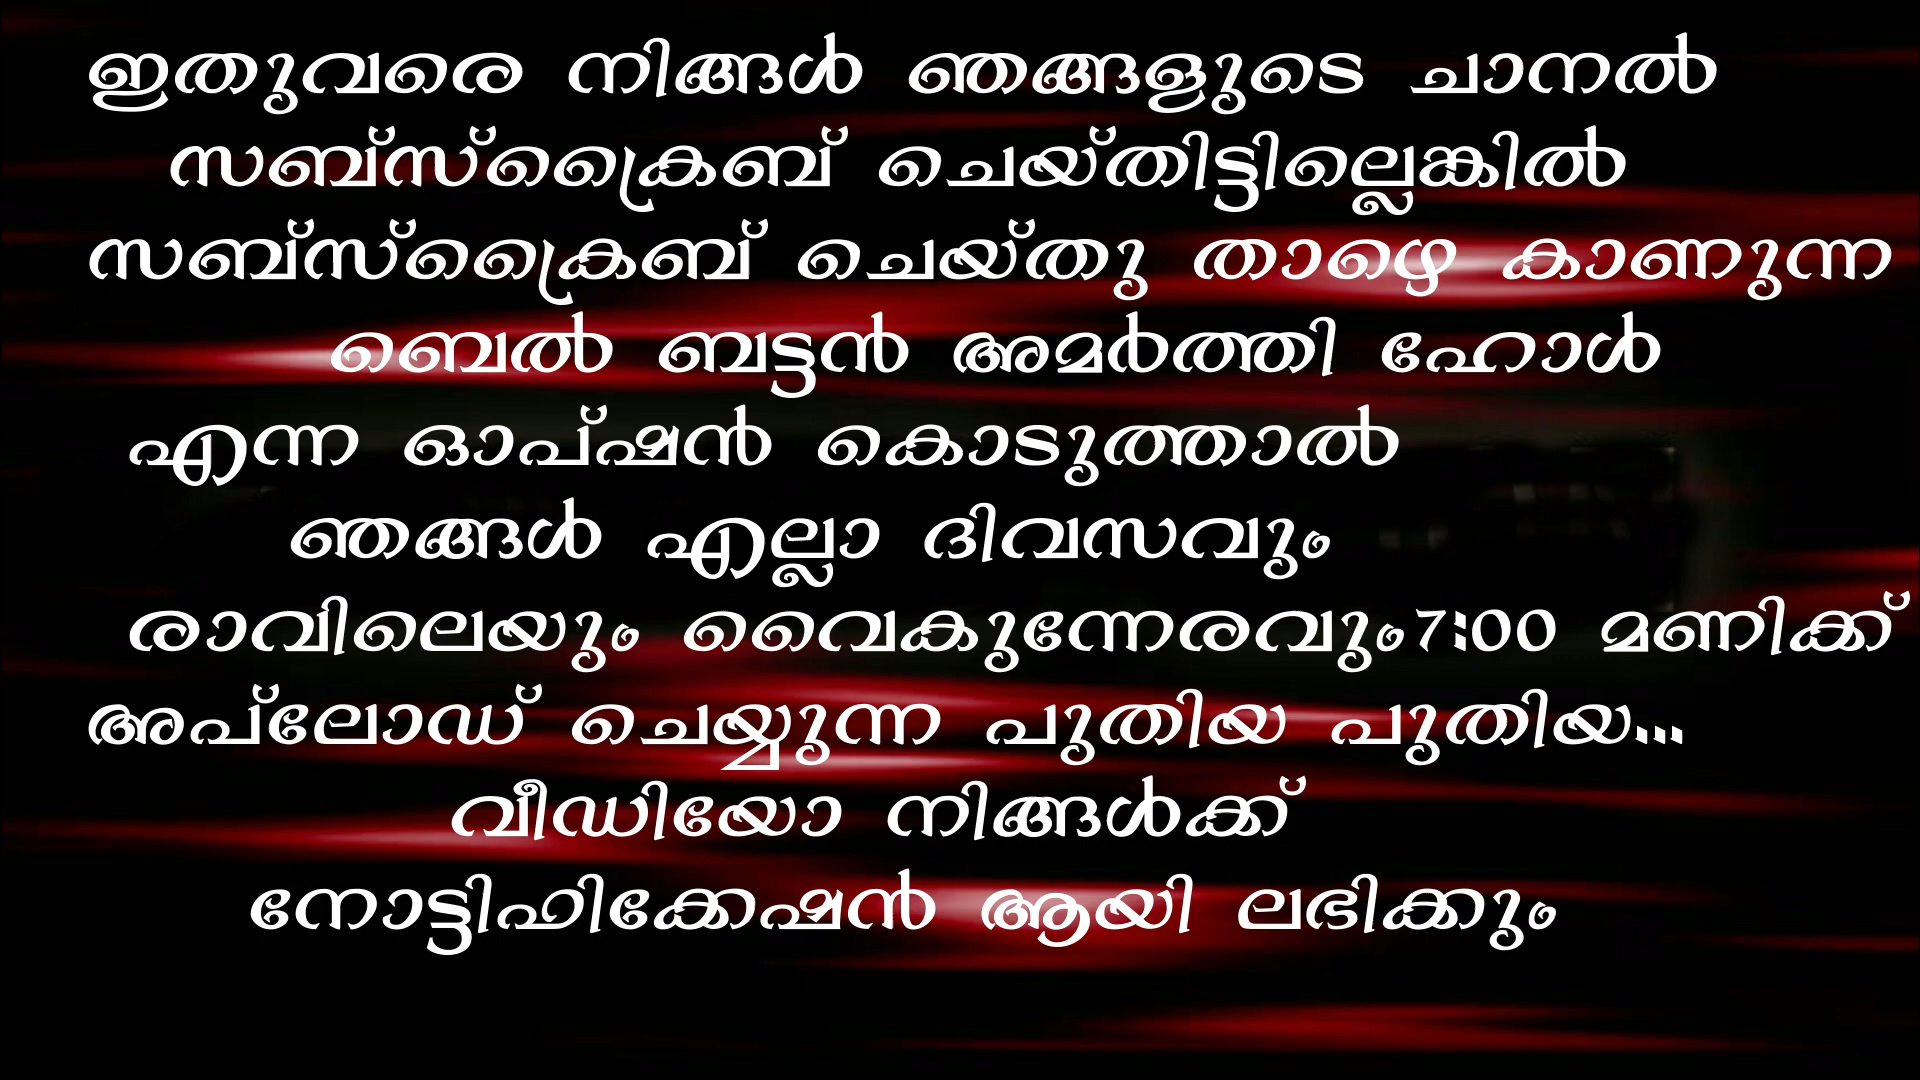 ഇതുവരെ നിങ്ങൾ ഞങ്ങളുടെ ചാനൽ
സബ്സ്ക്രൈബ് ചെയ്തിട്ടില്ലെങ്കിൽ
സബ്സ്ക്രൈബ് ചെയ്തു താഴെ കാണുന്ന
ബെൽ ബട്ടൻ അമർത്തി ഹോൾ
എന്ന ഓപ്ഷൻ കൊടുത്താൽ
ഞങ്ങൾ എല്ലാ ദിവസവും
രാവിലെയും വൈകുന്നേരവും7:00 മണിക്ക്
അപ്ലോഡ് ചെയ്യുന്ന പുതിയ പുതിയ...
വീഡിയോ നിങ്ങൾക്ക്
നോട്ടിഫിക്കേഷൻ ആയി ലഭിക്കും